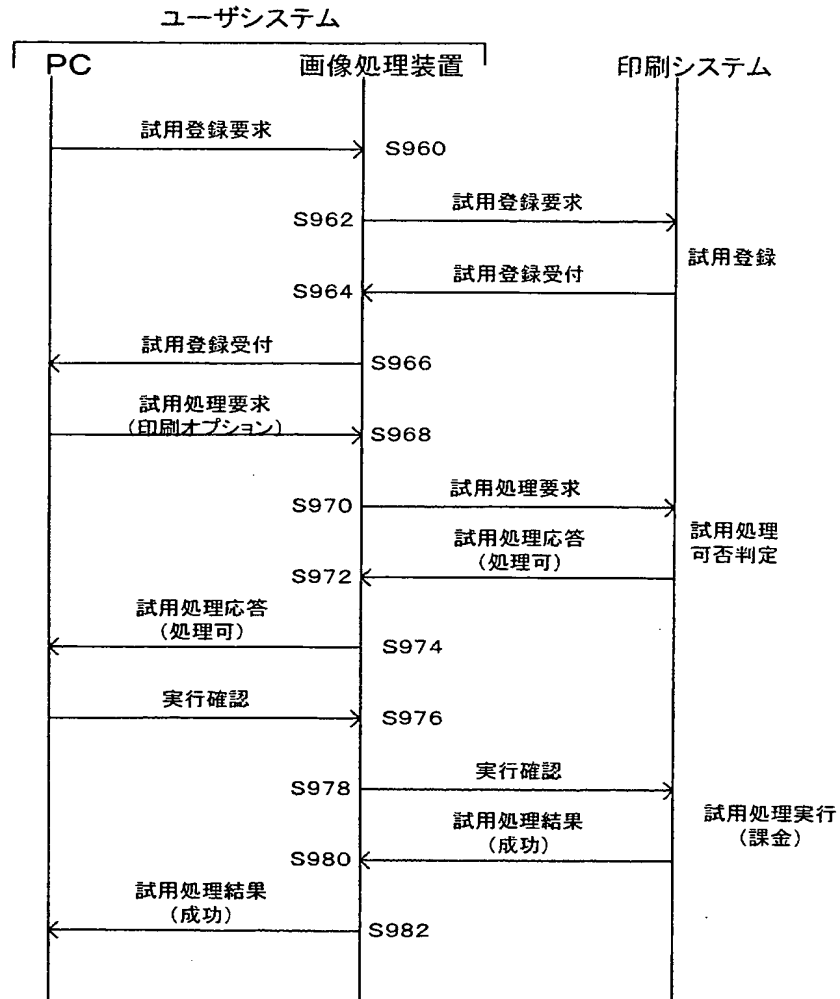 ユーザシステム
PC
画像処理装置
印刷システム
試用登録要求
S960
S962
試用登録要求
試用登録
試用登録受付
S964
試用登録受付
S966
試用処理要求
(印刷オプション)
S968
試用処理要求
S970
試用処理
可否判定
試用処理応答
(処理可)
S972
試用処理応答
(処理可)
S974
実行確認
S976
実行確認
S978
試用処理実行
(課金)
試用処理結果
(成功)
S980
試用処理結果
(成功)
S982